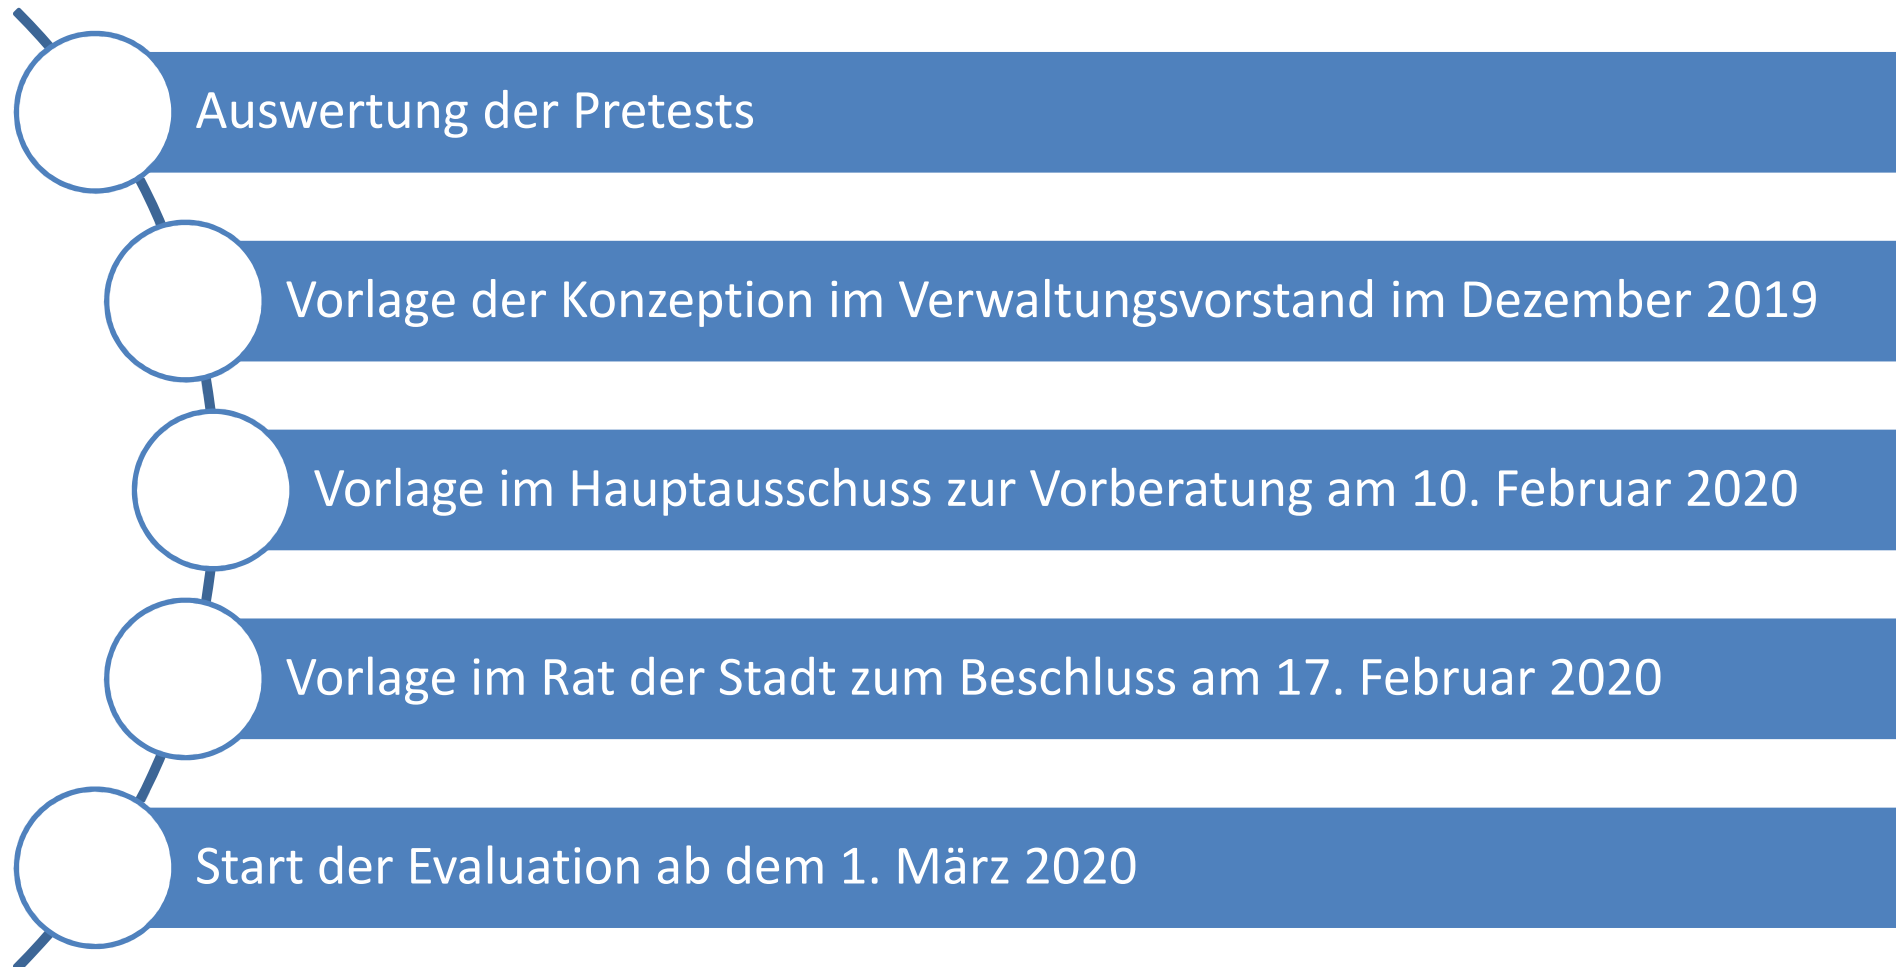 Auswertung der Pretests
Vorlage der Konzeption im Verwaltungsvorstand im Dezember 2019
Vorlage im Hauptausschuss zur Vorberatung am 10. Februar 2020
Vorlage im Rat der Stadt zum Beschluss am 17. Februar 2020
Start der Evaluation ab dem 1. März 2020